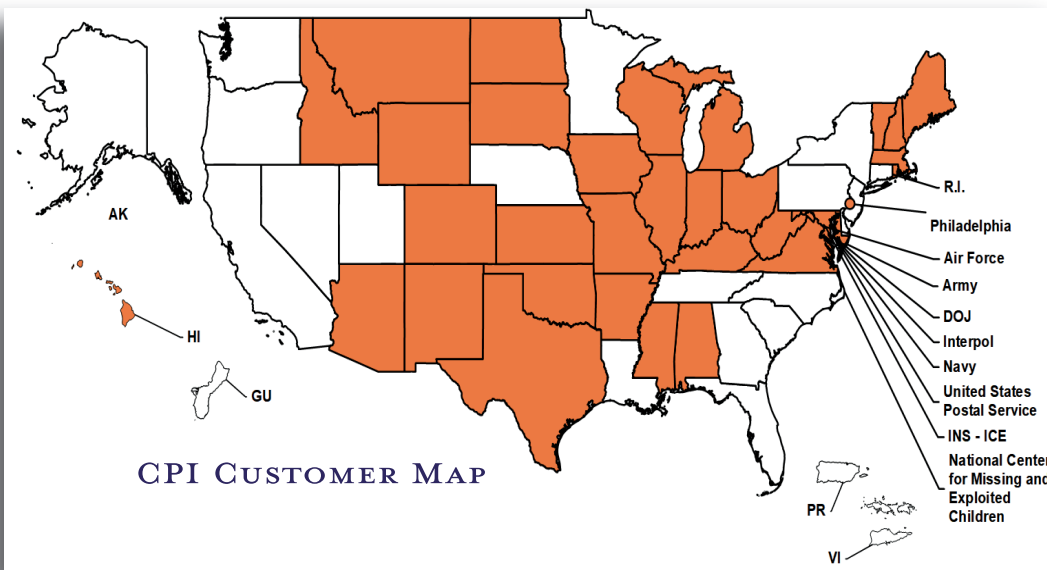 AK
HI
GU
CPI Customer Map
R.I.
Philadelphia
Air Force
Army
DOJ
Interpol
Navy
United States
Postal Service
INS - ICE
National Center
for Missing and
Exploited
Children
PR
VI